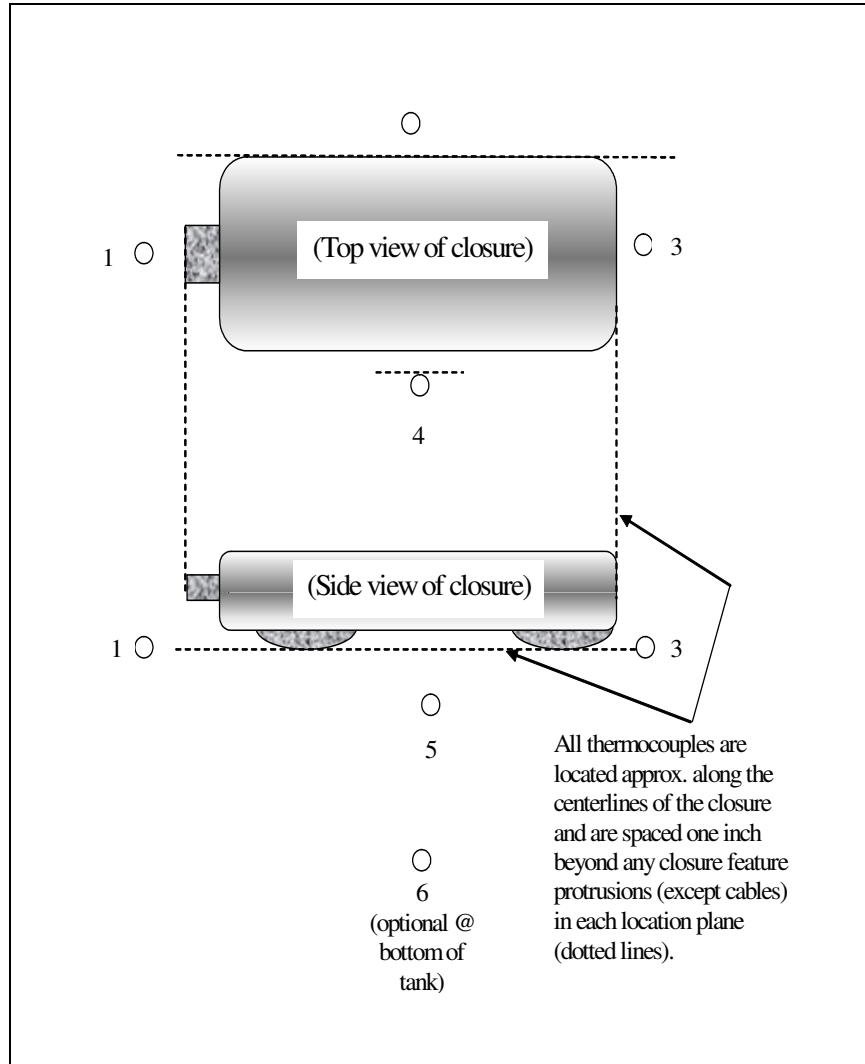 (Top view of closure)
1
3
4
(Side view of closure)
1
3
5
All thermocouples are
located approx. along the
centerlines of the closure
and are spaced one inch
beyond any closure feature
protrusions (except cables)
in each location plane
(dotted lines).
6
(optional @
bottom of
tank)